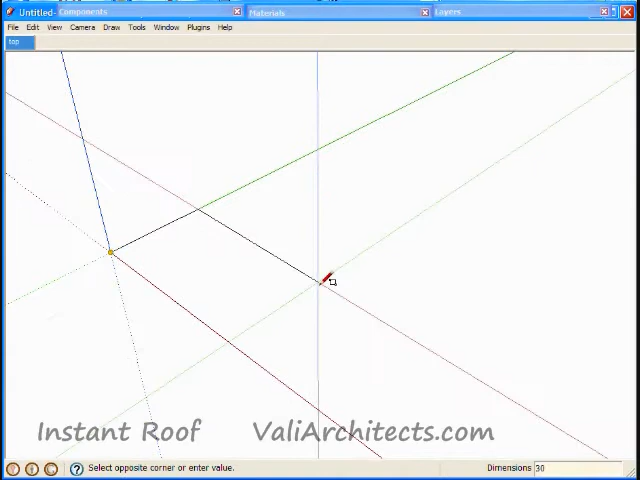 Untitled- Components Materials Layers
File Edit View Camera Draw Tools Window Plugins Help
top
Instant Roof ValiArchitects.com
Select opposite corner or enter value. Dimensions 30